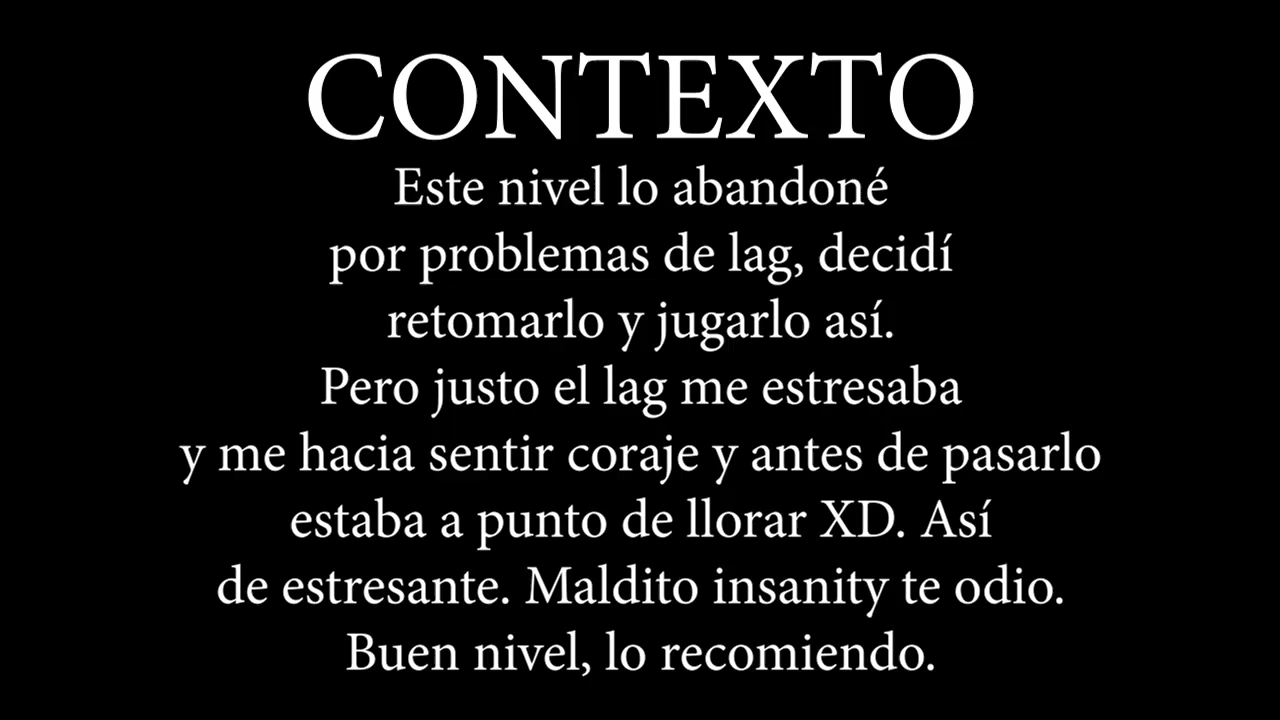 CONTEXTO
Este nivel lo abandoné
por problemas de lag, decidí
retomarlo y jugarlo así.
Pero justo el lag me estresaba
y me hacia sentir coraje y antes de pasarlo
estaba a punto de llorar XD. Así
de estresante. Maldito insanity te odio.
Buen nivel, lo recomiendo.